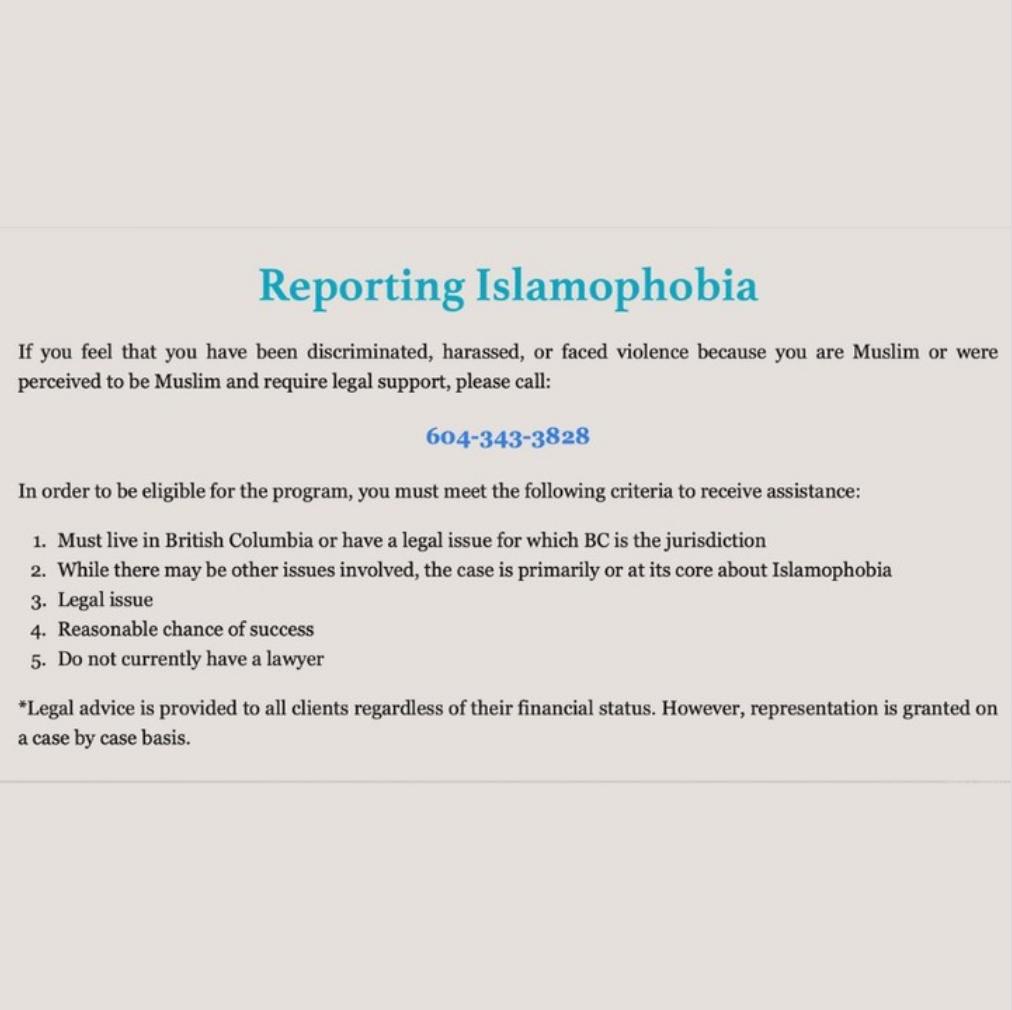 Reporting Islamophobia
If you feel that you have been discriminated, harassed, or faced violence because you are Muslim or were
perceived to be Muslim and require legal support, please call:
604-343-3828
In order to be eligible for the program, you must meet the following criteria to receive assistance:
1. Must live in British Columbia or have a legal issue for which BC is the jurisdiction
2. While there may be other issues involved, the case is primarily or at its core about Islamophobia
3. Legal issue
4. Reasonable chance of success
5. Do not currently have a lawyer
*Legal advice is provided to all clients regardless of their financial status. However, representation is granted on
a case by case basis.